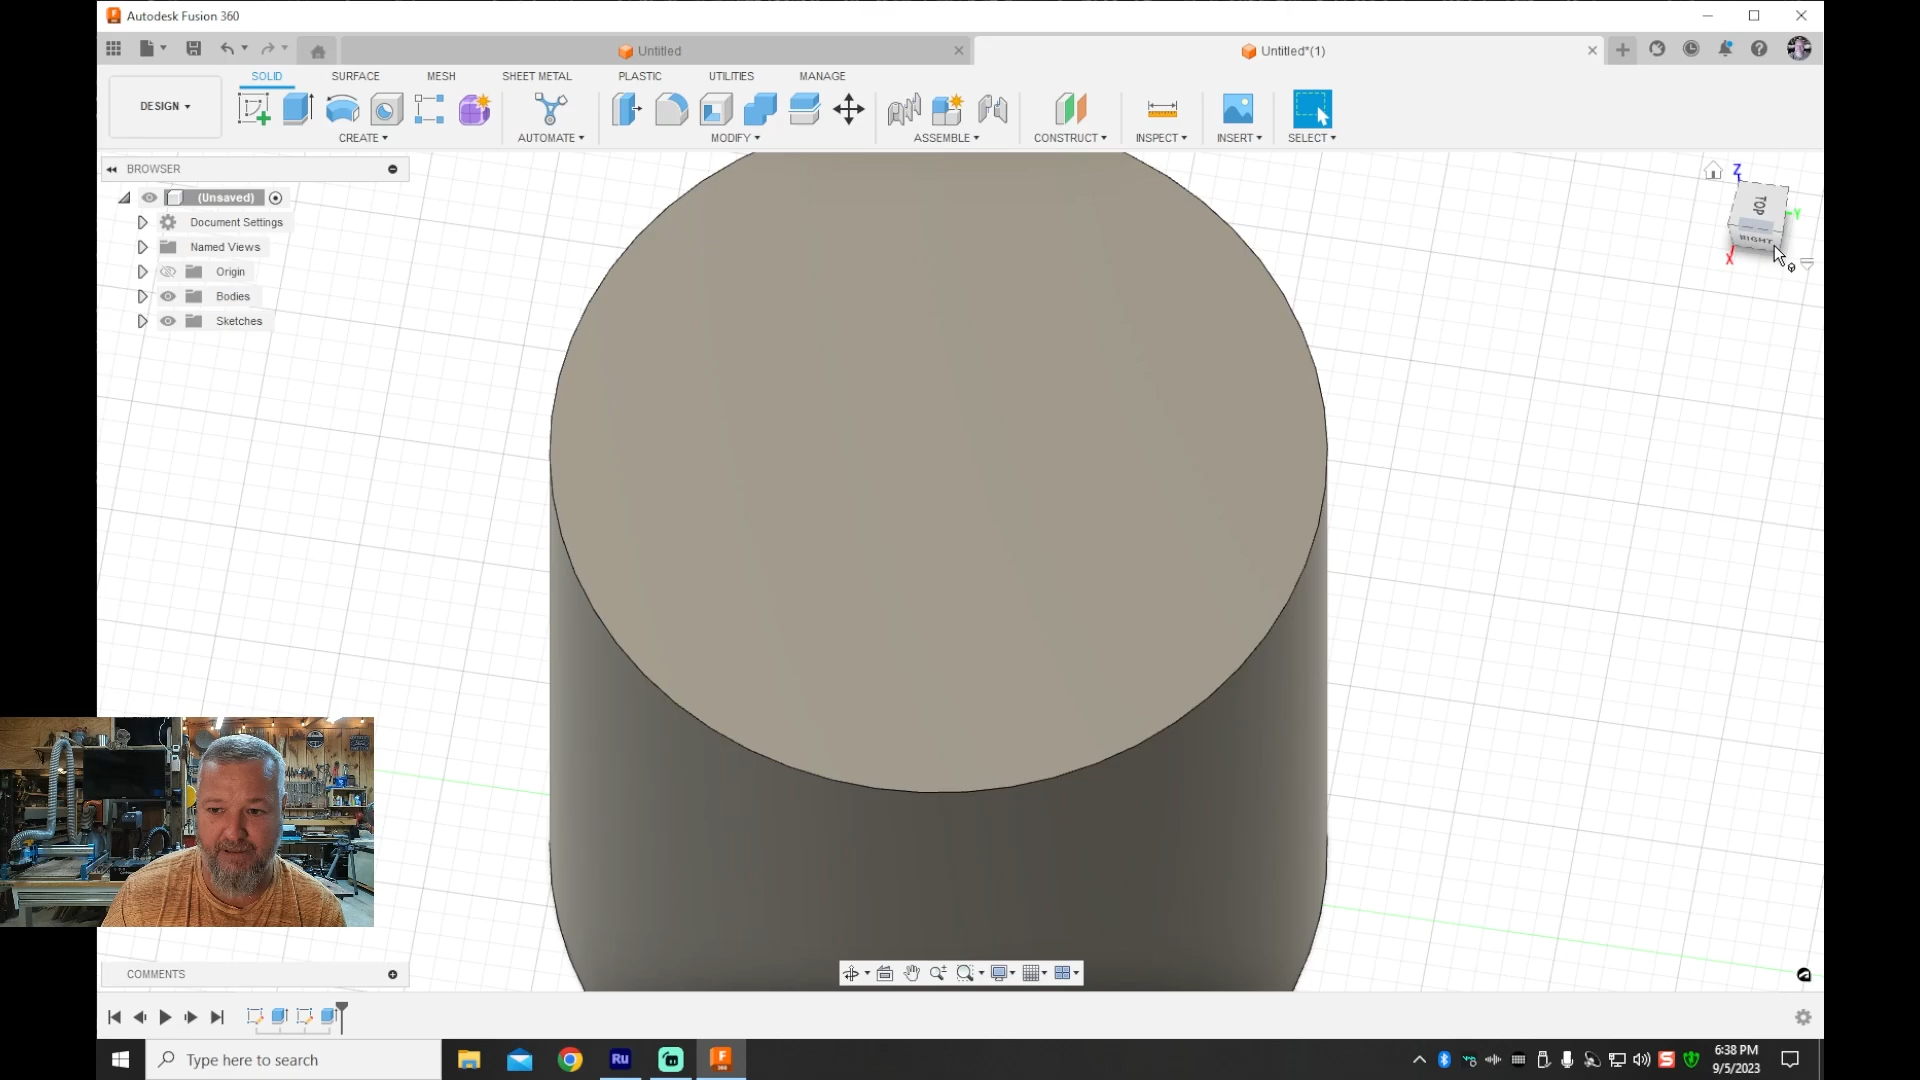 Autodesk Fusion 360
Untitled
Untitled*(1)
DESIGN
SOLID
SURFACE
MESH
SHEET METAL
PLASTIC
UTILITIES
MANAGE
CREATE
AUTOMATE
MODIFY
ASSEMBLE
CONSTRUCT
INSPECT
INSERT
SELECT
BROWSER
(Unsaved)
Document Settings
Named Views
Origin
Bodies
Sketches
Z
TOP
Y
RIGHT
X
COMMENTS
Type here to search
Ru
F
360
6:38 PM
9/5/2023